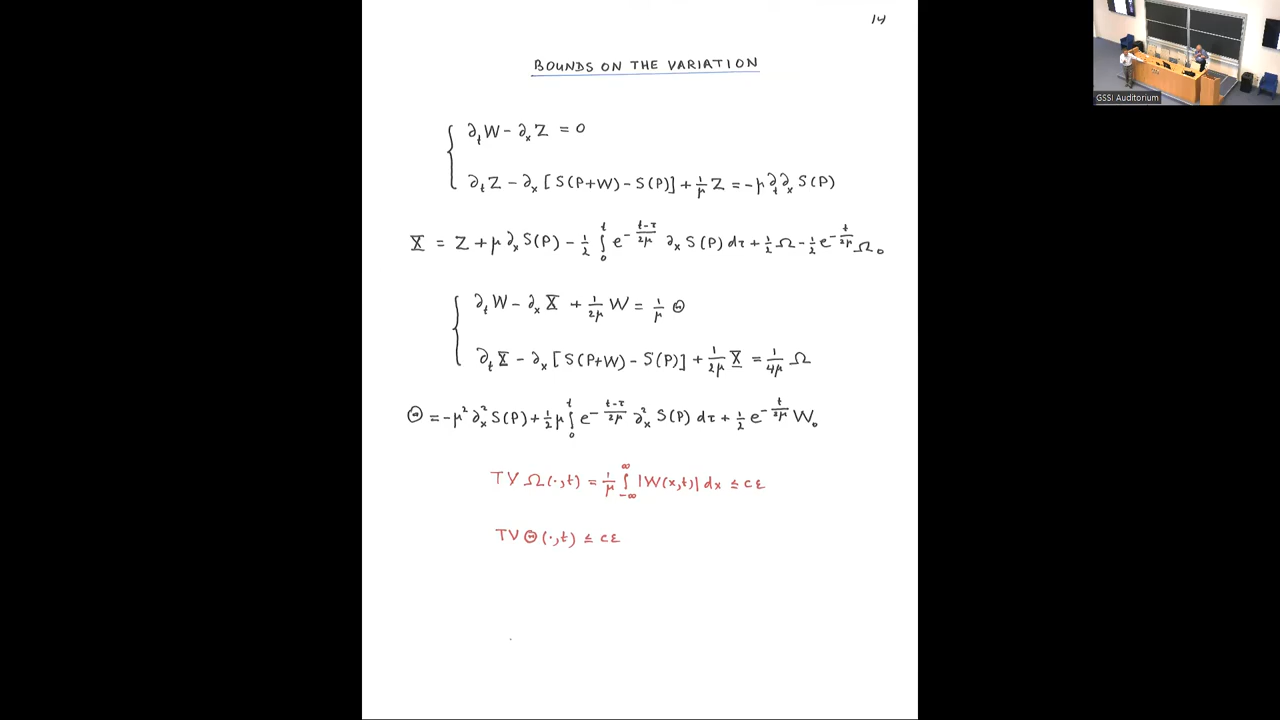 14
BOUNDS ON THE VARIATION
∂ₜW − ∂ₓZ = 0
∂ₜZ − ∂ₓ[S(P+W) − S(P)] + 1/μ Z = −μ∂ₜ∂ₓS(P)
X = Z + μ∂ₓS(P) − 1/2 ∫₀ᵗ e^{−(t−τ)/2μ} ∂ₓS(P)dτ + 1/2 Ω − 1/2 e^{−t/2μ} Ω₀
∂ₜW − ∂ₓX + 1/2μ W = 1/μ Θ
∂ₜX − ∂ₓ[S(P+W) − S(P)] + 1/2μ X = 1/4μ Ω
Θ = −μ²∂ₓ²S(P) + 1/2 μ ∫₀ᵗ e^{−(t−τ)/2μ} ∂ₓ²S(P)dτ + 1/2 e^{−t/2μ} W₀
TV Ω(·,t) = 1/μ ∫_{−∞}^{∞} |W(x,t)|dx ≤ cε
TV Θ(·,t) ≤ cε
GSSI Auditorium